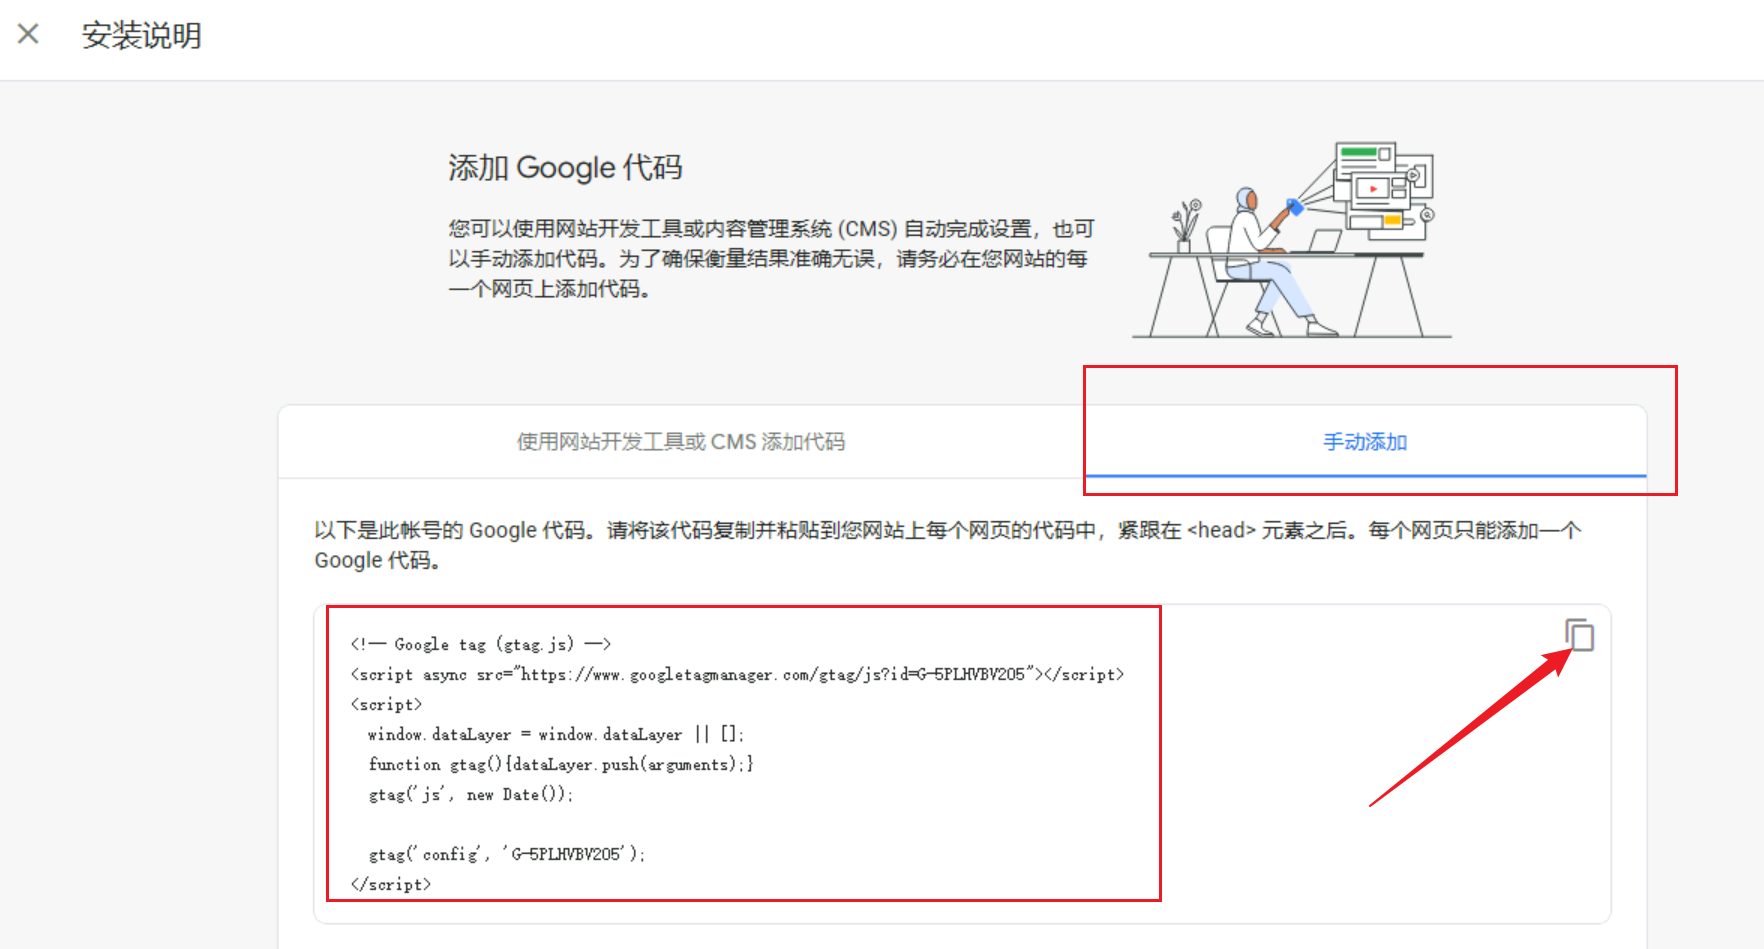 安装说明
添加 Google 代码
您可以使用网站开发工具或内容管理系统 (CMS) 自动完成设置，也可
以手动添加代码。为了确保衡量结果准确无误，请务必在您网站的每
一个网页上添加代码。
使用网站开发工具或 CMS 添加代码
手动添加
以下是此帐号的 Google 代码。请将该代码复制并粘贴到您网站上每个网页的代码中，紧跟在 <head> 元素之后。每个网页只能添加一个
Google 代码。
<!-- Google tag (gtag.js) -->
<script async src="https://www.googletagmanager.com/gtag/js?id=G-5PLHVBV205"></script>
<script>
window.dataLayer = window.dataLayer || [];
function gtag(){dataLayer.push(arguments);}
gtag('js', new Date());
gtag('config', 'G-5PLHVBV205');
</script>